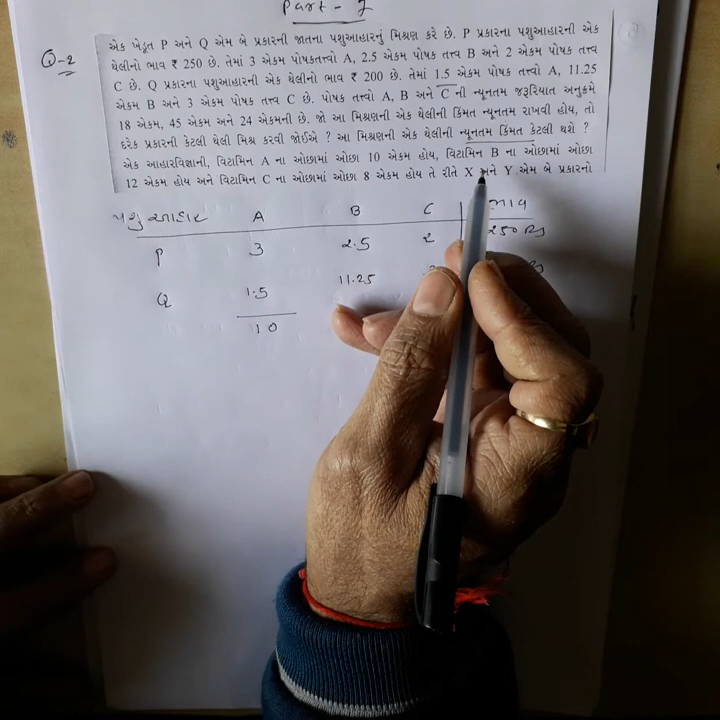 Part - 2
Q-2 એક ખેડૂત P અને Q એમ બે પ્રકારની જાતના પશુઆહારનું મિશ્રણ કરે છે. P પ્રકારના પશુઆહારની એક
થેલીનો ભાવ ₹ 250 છે. તેમાં 3 એકમ પોષકતત્ત્વો A, 2.5 એકમ પોષક તત્ત્વ B અને 2 એકમ પોષક તત્ત્વ
C છે. Q પ્રકારના પશુઆહારની એક થેલીનો ભાવ ₹ 200 છે. તેમાં 1.5 એકમ પોષક તત્ત્વો A, 11.25
એકમ B અને 3 એકમ પોષક તત્ત્વ C છે. પોષક તત્ત્વો A, B અને C ની ન્યૂનતમ જરૂરિયાત અનુક્રમે
18 એકમ, 45 એકમ અને 24 એકમની છે. જો આ મિશ્રણની એક થેલીની કિંમત ન્યૂનતમ રાખવી હોય, તો
દરેક પ્રકારની કેટલી થેલી મિશ્ર કરવી જોઈએ ? આ મિશ્રણની એક થેલીની ન્યૂનતમ કિંમત કેટલી થશે ?
એક આહારવિજ્ઞાની, વિટામિન A ના ઓછામાં ઓછા 10 એકમ હોય, વિટામિન B ના ઓછામાં ઓછા
12 એકમ હોય અને વિટામિન C ના ઓછામાં ઓછા 8 એકમ હોય તે રીતે X અને Y એમ બે પ્રકારનો
પશુ આહાર A B C ભાવ
P 3 2.5 2 250 Rs
Q 1.5 11.25 Rs
10